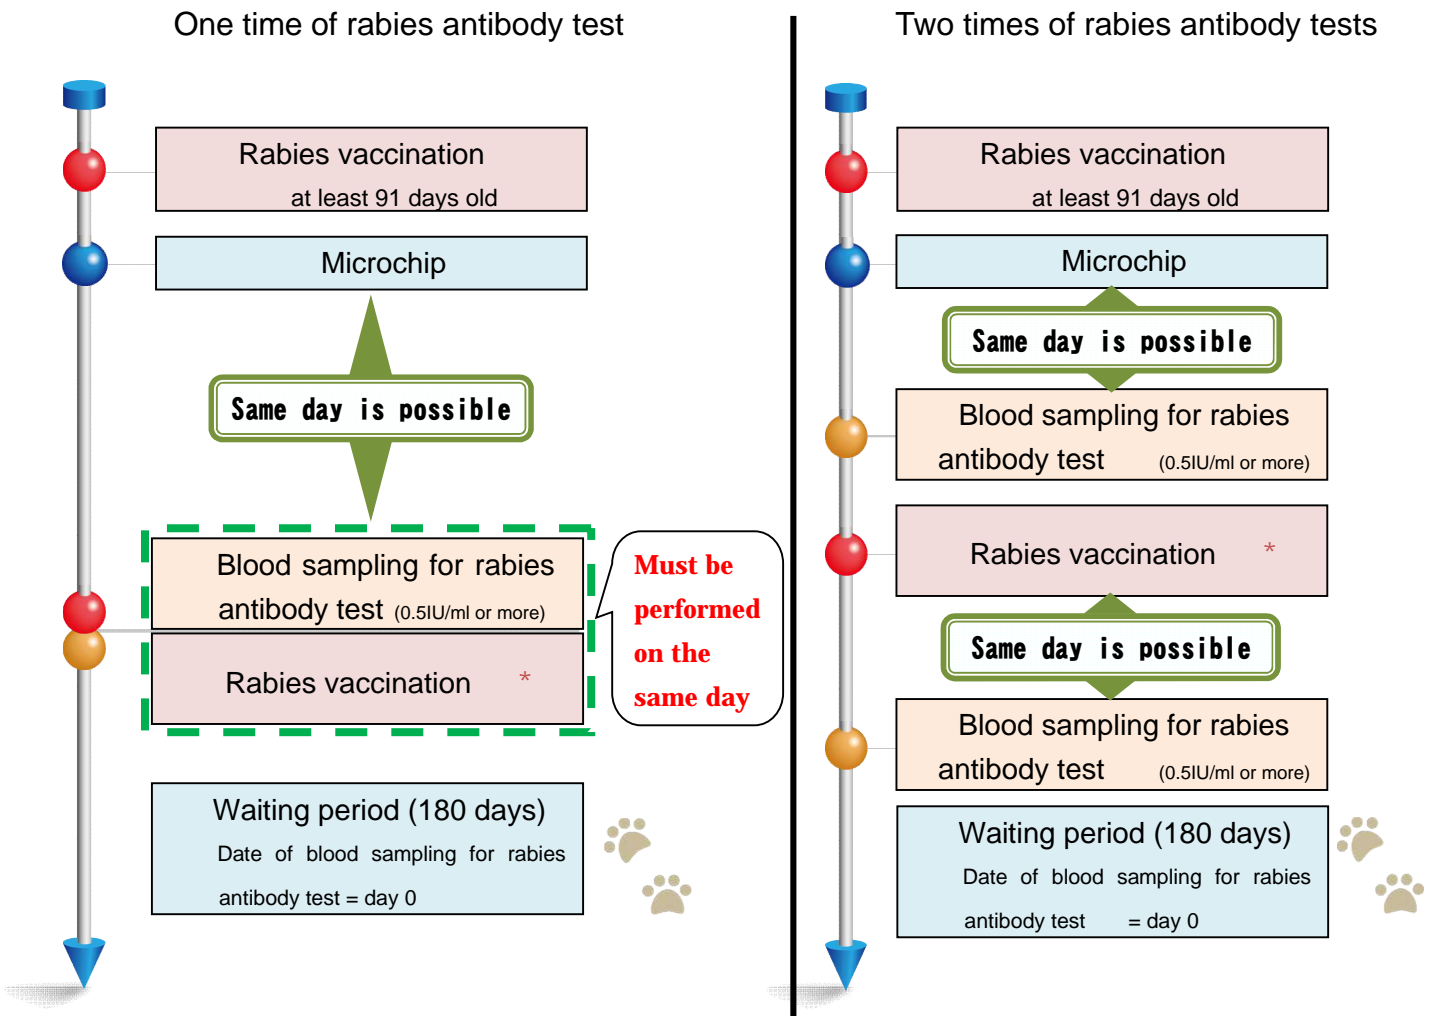 One time of rabies antibody test
Rabies vaccination
at least 91 days old
Microchip
Same day is possible
Blood sampling for rabies
antibody test (0.5IU/ml or more)
Rabies vaccination *
Must be
performed
on the
same day
Waiting period (180 days)
Date of blood sampling for rabies
antibody test = day 0
Two times of rabies antibody tests
Rabies vaccination
at least 91 days old
Microchip
Same day is possible
Blood sampling for rabies
antibody test (0.5IU/ml or more)
Rabies vaccination *
Same day is possible
Blood sampling for rabies
antibody test (0.5IU/ml or more)
Waiting period (180 days)
Date of blood sampling for rabies
antibody test = day 0